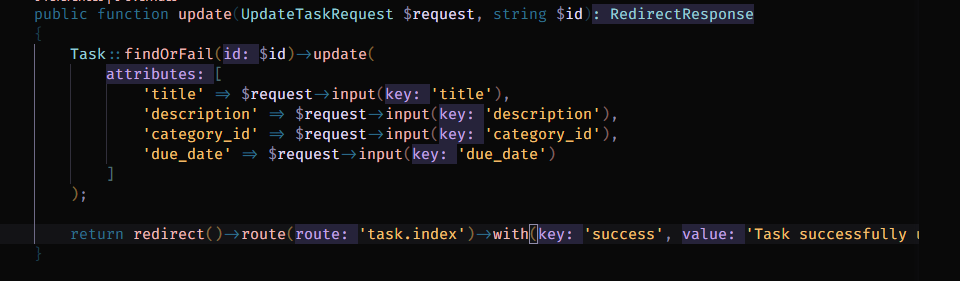 public function update(UpdateTaskRequest $request, string $id): RedirectResponse
{
Task::findOrFail(id: $id)->update(
attributes: [
'title' => $request->input(key: 'title'),
'description' => $request->input(key: 'description'),
'category_id' => $request->input(key: 'category_id'),
'due_date' => $request->input(key: 'due_date')
]
);
return redirect()->route(route: 'task.index')->with(key: 'success', value: 'Task successfully
}